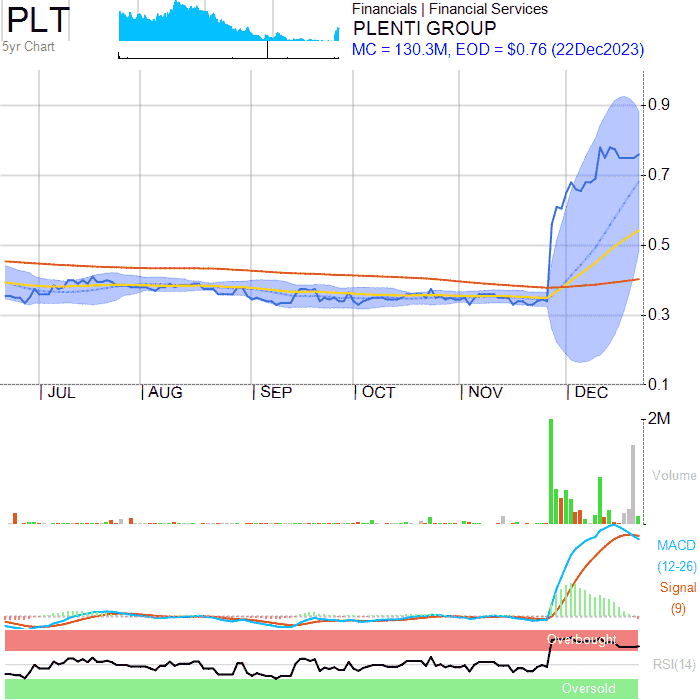 PLT
5yr Chart
Financials | Financial Services
PLENTI GROUP
MC = 130.3M, EOD = $0.76 (22Dec2023)
0.9
0.7
0.5
0.3
0.1
JUL AUG SEP OCT NOV DEC
2M
Volume
MACD
(12-26)
Signal
(9)
Overbought
RSI(14)
Oversold